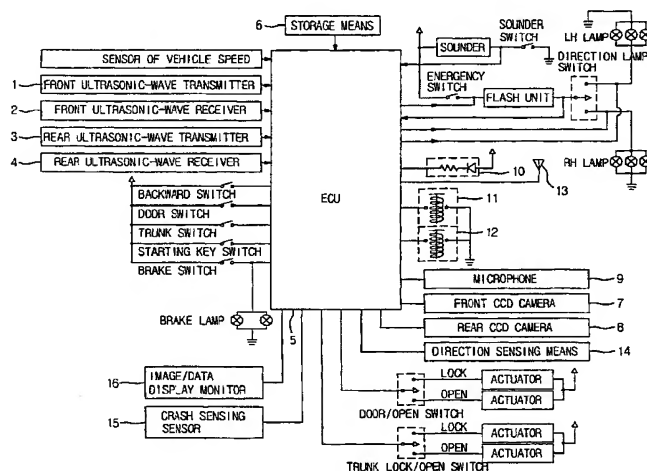 6
STORAGE MEANS
SENSOR OF VEHICLE SPEED
1
FRONT ULTRASONIC-WAVE TRANSMITTER
2
FRONT ULTRASONIC-WAVE RECEIVER
3
REAR ULTRASONIC-WAVE TRANSMITTER
4
REAR ULTRASONIC-WAVE RECEIVER
BACKWARD SWITCH
DOOR SWITCH
TRUNK SWITCH
STARTING KEY SWITCH
BRAKE SWITCH
BRAKE LAMP
ECU
5
SOUNDER
SWITCH
SOUNDER
EMERGENCY
SWITCH
FLASH UNIT
LH LAMP
DIRECTION LAMP
SWITCH
RH LAMP
10
13
11
12
MICROPHONE
9
FRONT CCD CAMERA
7
REAR CCD CAMERA
8
DIRECTION SENSING MEANS
14
16
IMAGE/DATA
DISPLAY MONITOR
15
CRASH SENSING
SENSOR
LOCK
ACTUATOR
OPEN
ACTUATOR
DOOR/OPEN SWITCH
LOCK
ACTUATOR
OPEN
ACTUATOR
TRUNK LOCK/OPEN SWITCH